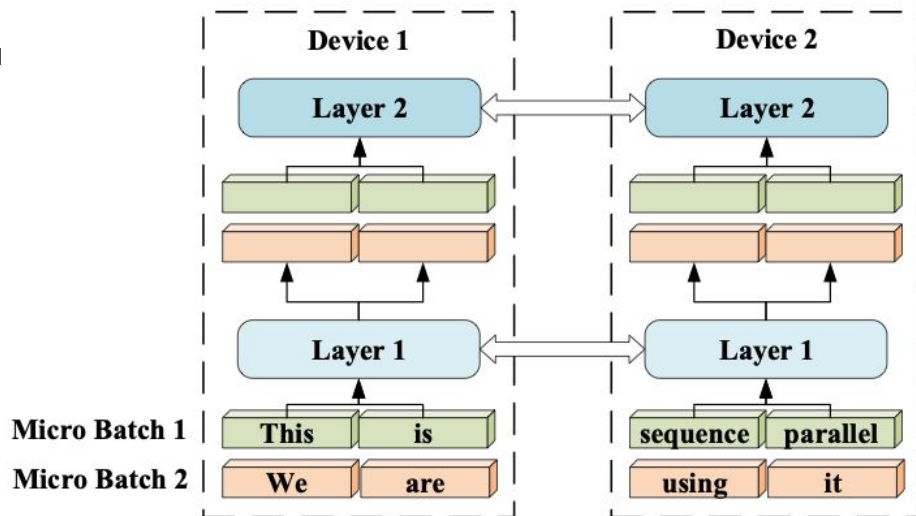 Device 1
Device 2
Layer 2
Layer 2
Layer 1
Layer 1
Micro Batch 1 This is sequence parallel
Micro Batch 2 We are using it